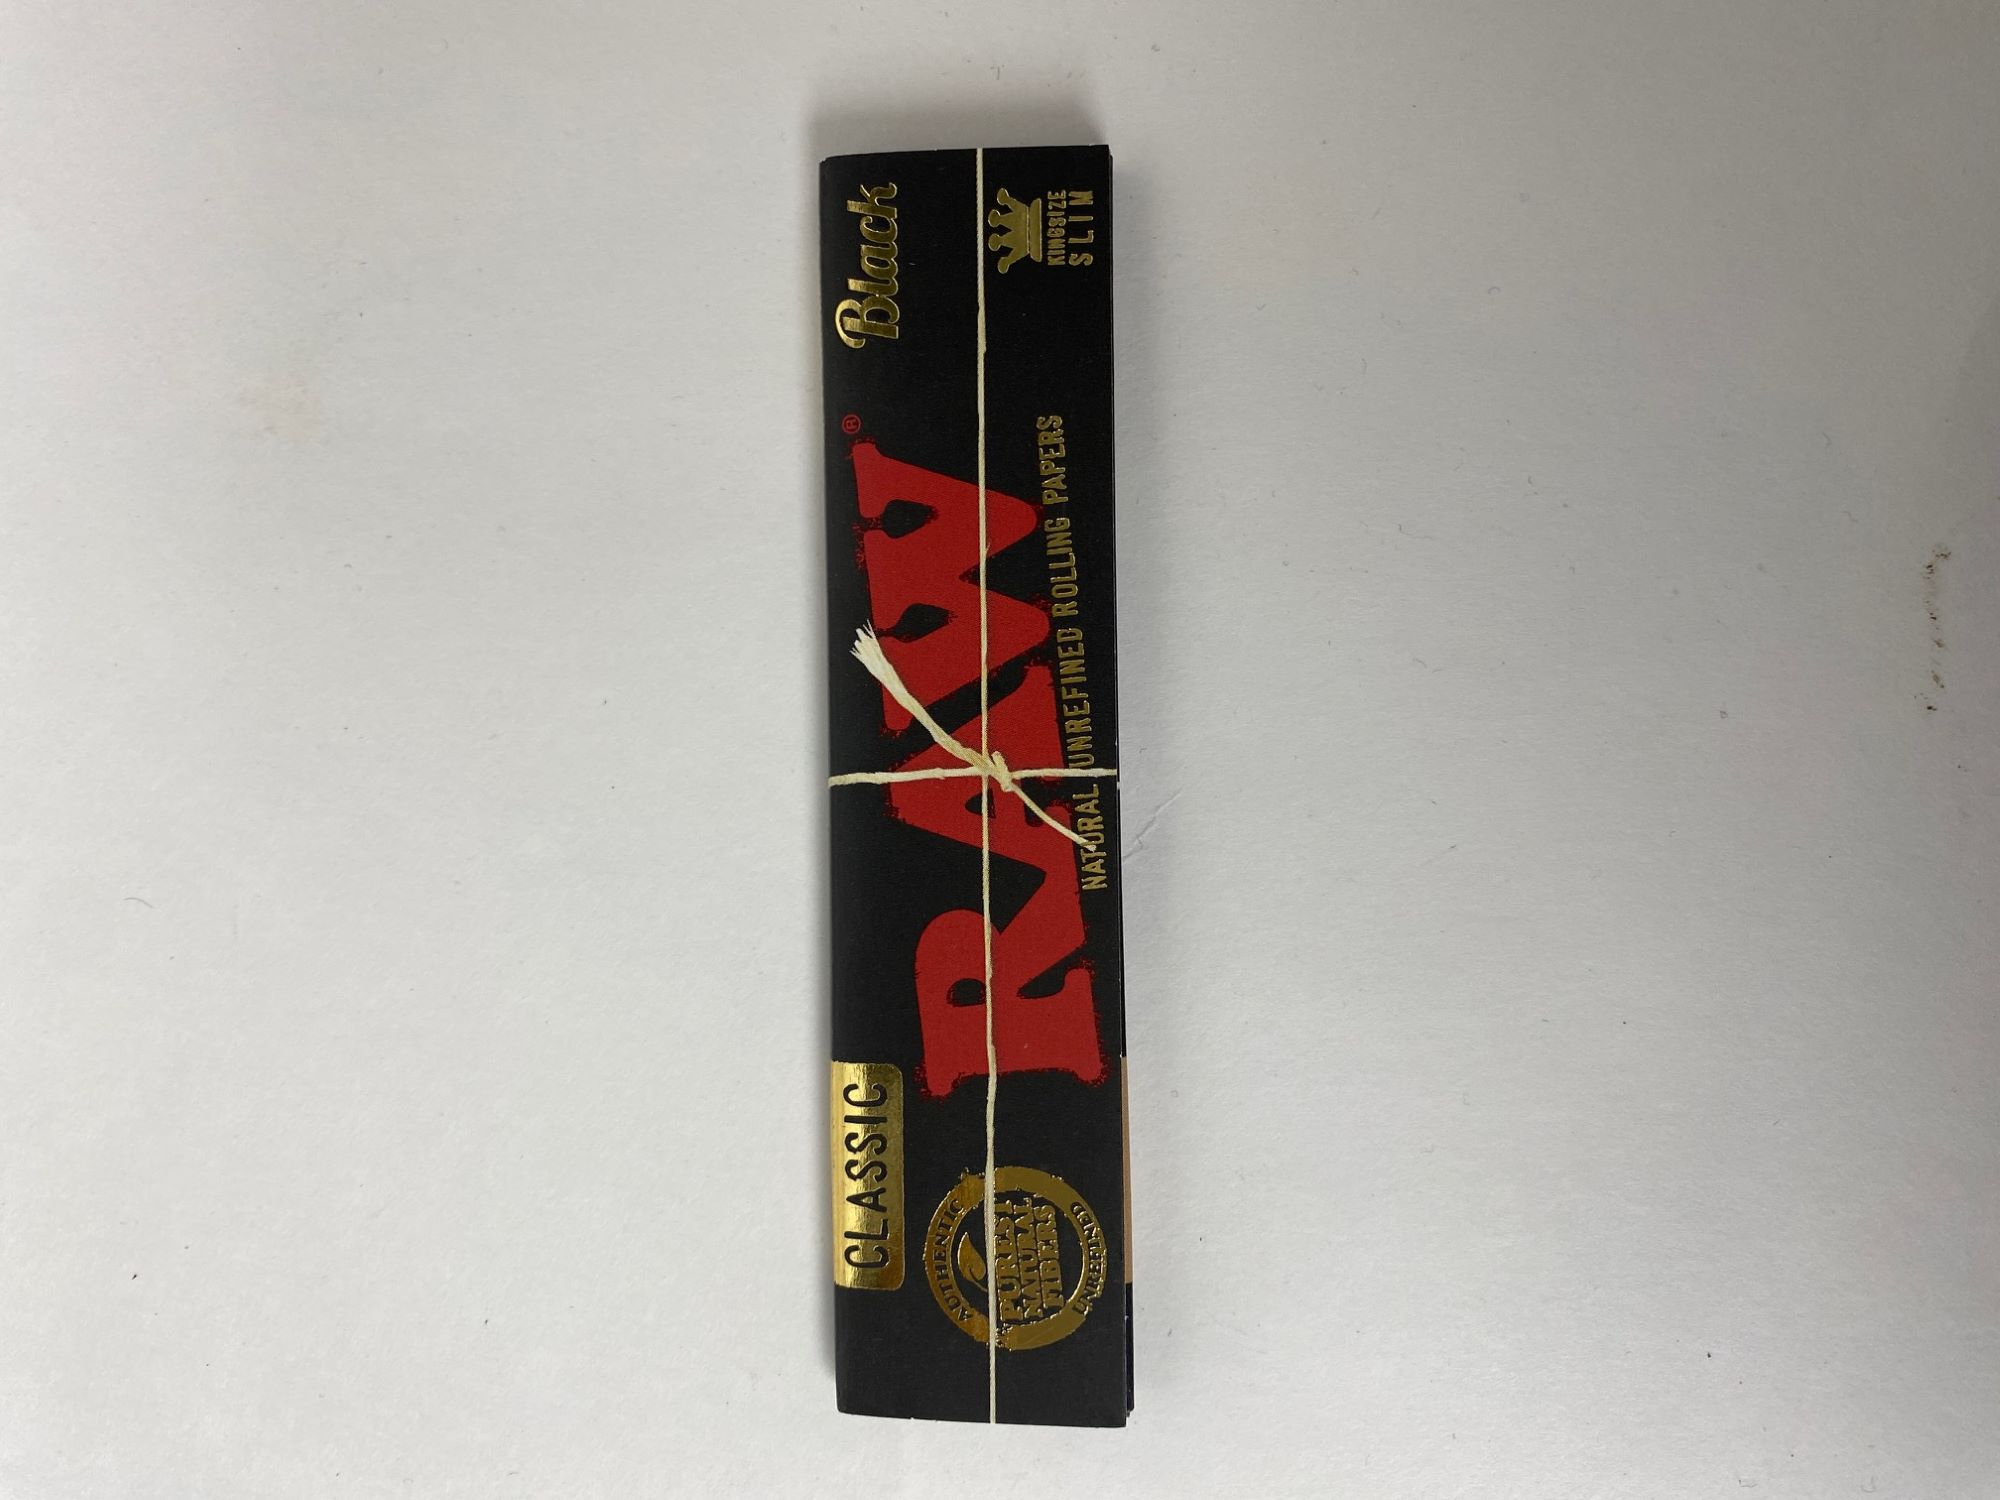 CLASSIC
Black
RAW®
NATURAL UNREFINED ROLLING PAPERS
AUTHENTIC
PUREST
NATURAL
FIBERS
UNREFINED
KINGSIZE
SLIM